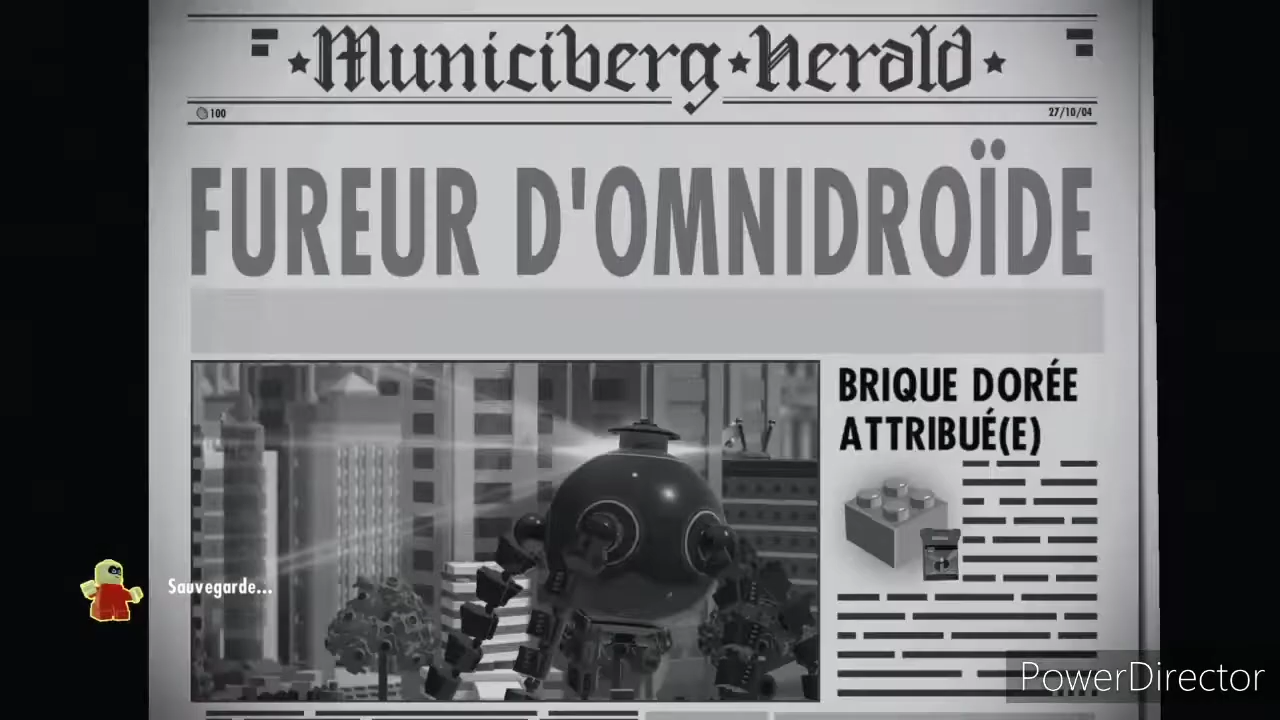 Municiberg Herald
100
27/10/04
FUREUR D'OMNIDROÏDE
BRIQUE DORÉE
ATTRIBUÉ(E)
Sauvegarde...
PowerDirector